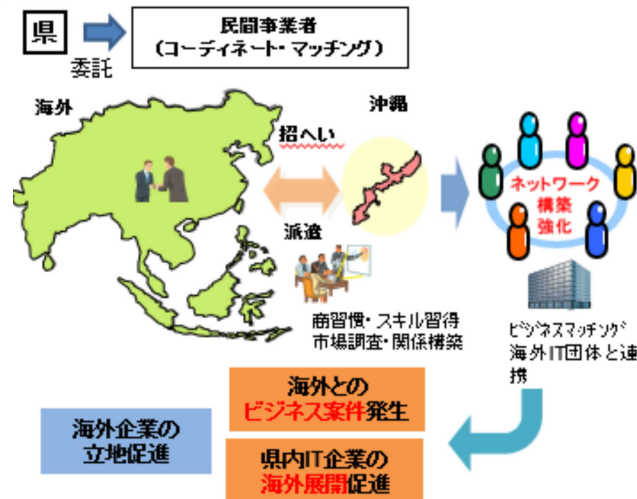 県
委託
民間事業者
(コーディネート・マッチング)
海外
招へい
沖縄
派遣
商習慣・スキル習得
市場調査・関係構築
ネットワーク
構築
強化
ビジネスマッチング
海外IT団体と連
携
海外との
ビジネス案件発生
海外企業の
立地促進
県内IT企業の
海外展開促進